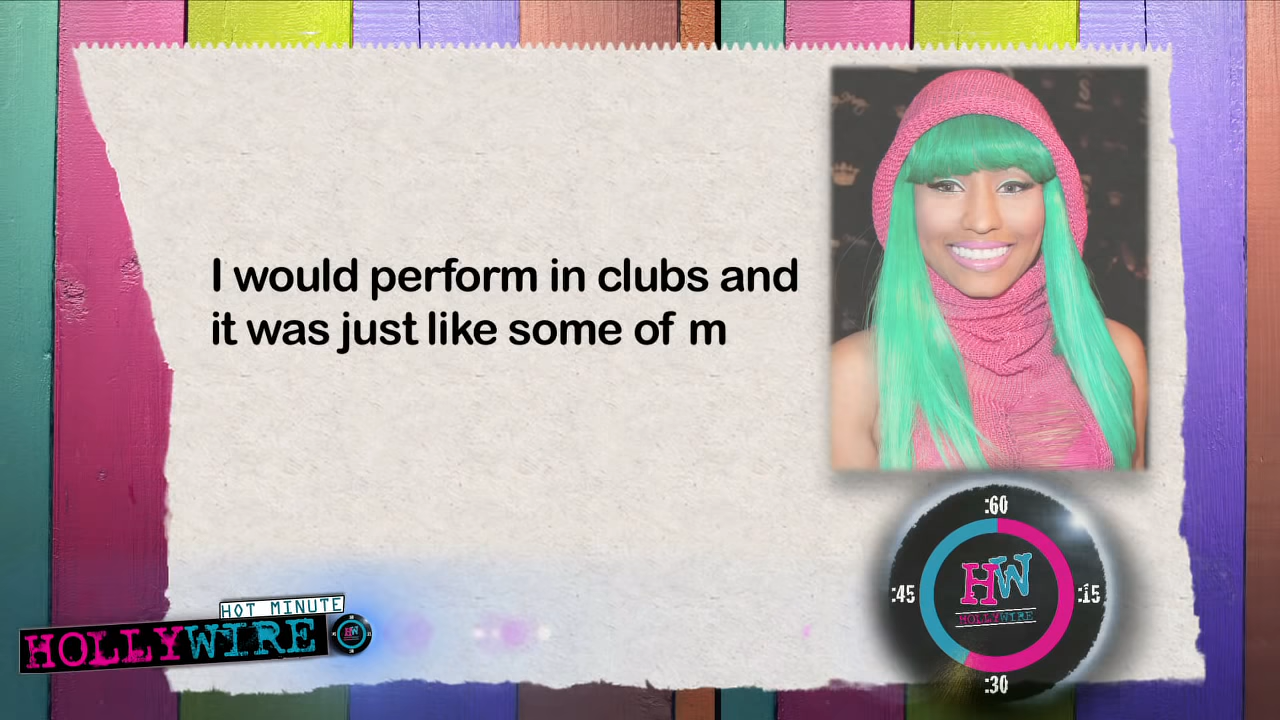 I would perform in clubs and
it was just like some of m
:60
:45
HW
:15
HOLLYWIRE
:30
HOT MINUTE
HOLLYWIRE